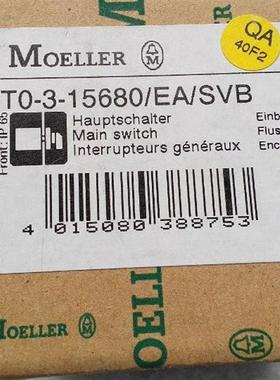 MOELLER
QA
40F2
T0-3-15680/EA/SVB
Front: IP 65
Hauptschalter
Main switch
Interrupteurs généraux
Einb
Flus
Enc
4 015080 388753
MOELLER
MOELLER